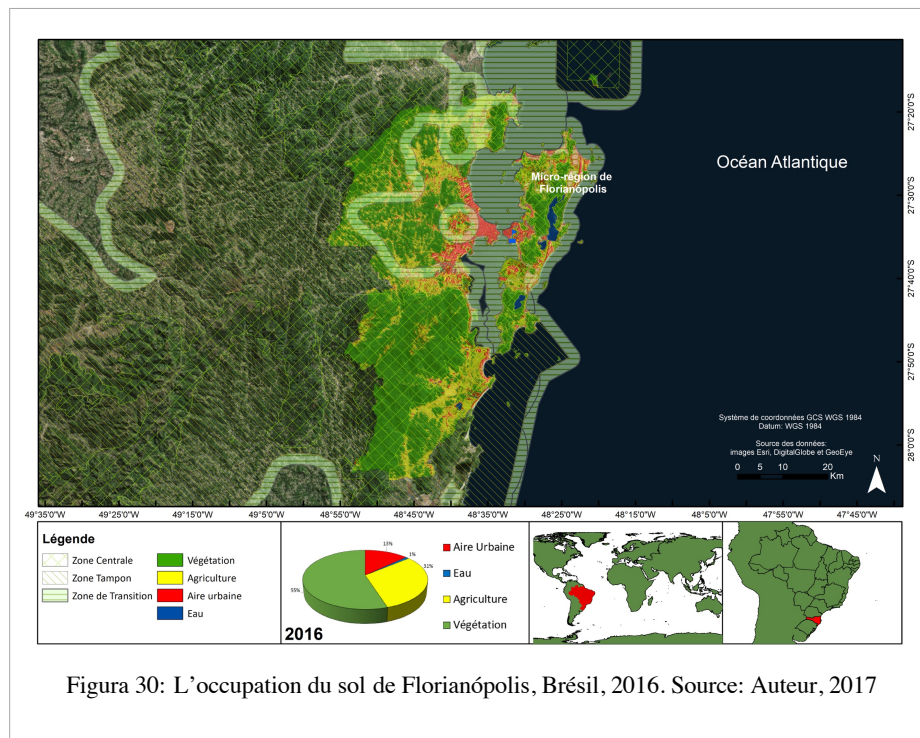 27°20'0"S
27°30'0"S
27°40'0"S
27°50'0"S
28°0'0"S
Océan Atlantique
Micro-région de
Florianópolis
Système de coordonnées GCS WGS 1984
Datum: WGS 1984
Source des données:
images Esri, DigitalGlobe et GeoEye
N
0 5 10 20
Km
49°35'0"W 49°25'0"W 49°15'0"W 49°5'0"W 48°55'0"W 48°45'0"W 48°35'0"W 48°25'0"W 48°15'0"W 48°5'0"W 47°55'0"W 47°45'0"W
Légende
Zone Centrale
Zone Tampon
Zone de Transition
Végétation
Agriculture
Aire urbaine
Eau
13%
1%
31%
55%
2016
Aire Urbaine
Eau
Agriculture
Végétation
Figura 30: L'occupation du sol de Florianópolis, Brésil, 2016. Source: Auteur, 2017